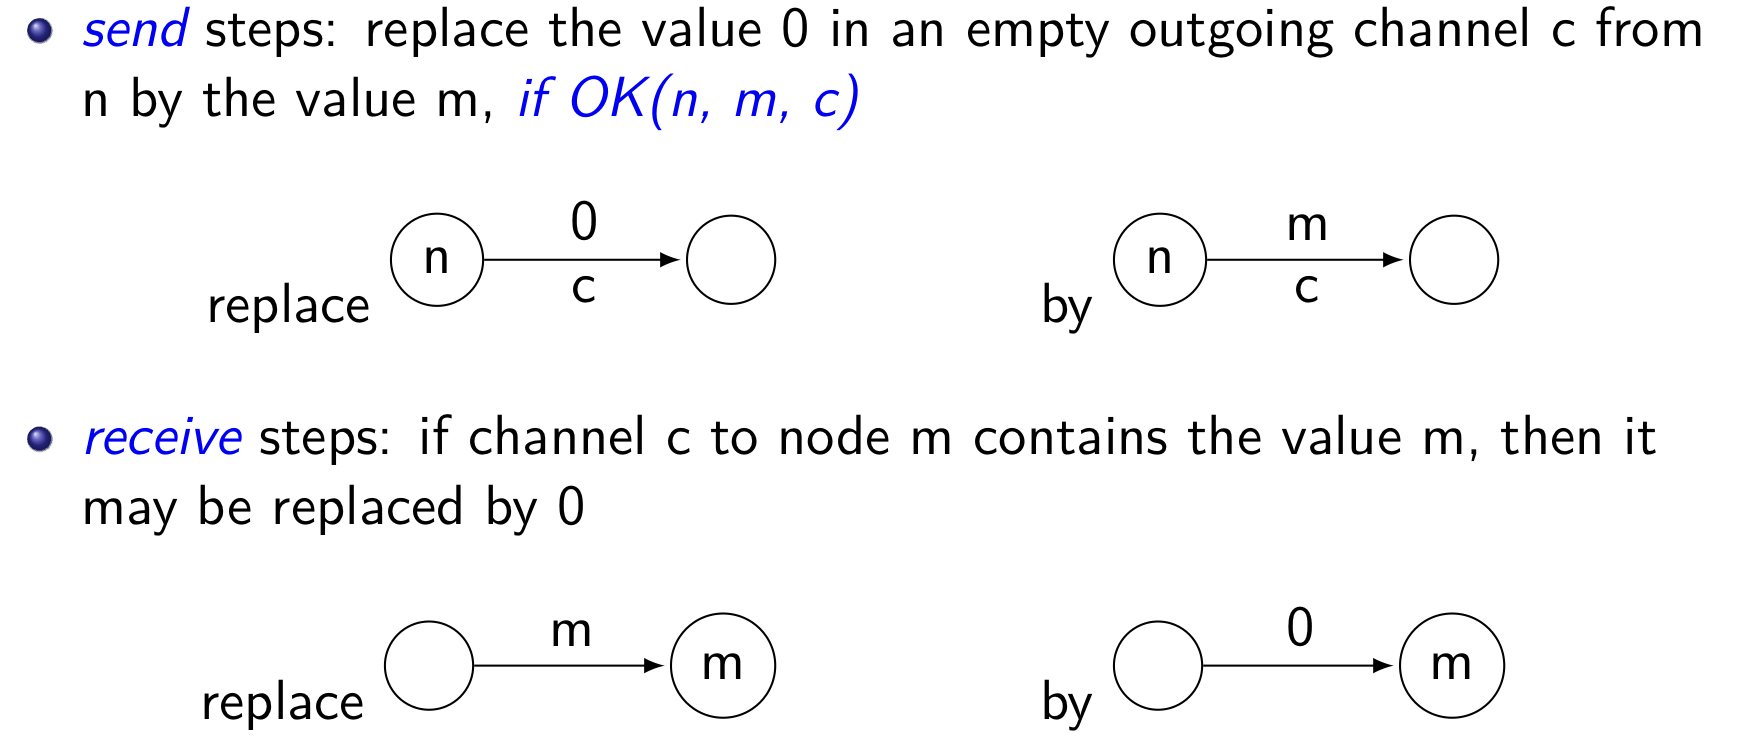 send steps: replace the value 0 in an empty outgoing channel c from
n by the value m, if OK(n, m, c)
replace n 0 c
by n m c
receive steps: if channel c to node m contains the value m, then it
may be replaced by 0
replace m m
by 0 m